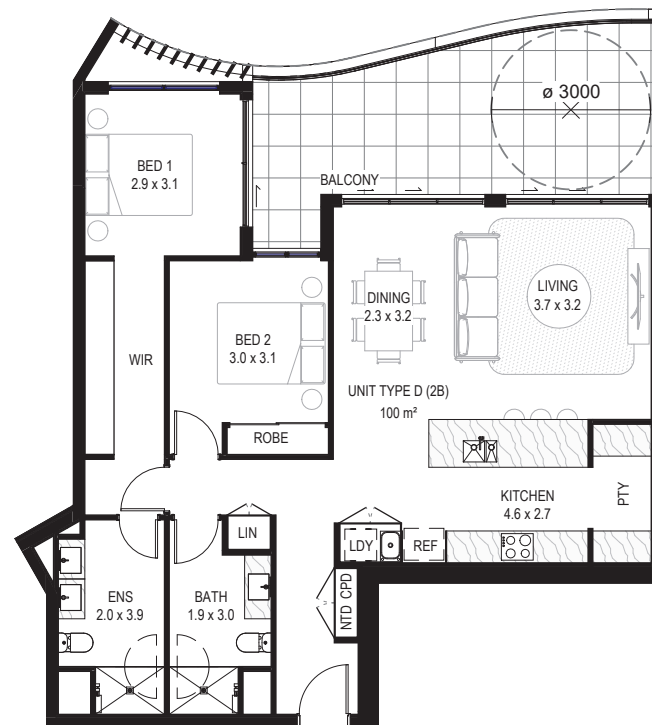 ø 3000
BED 1
2.9 x 3.1
BALCONY
LIVING
3.7 x 3.2
DINING
2.3 x 3.2
BED 2
3.0 x 3.1
WIR
UNIT TYPE D (2B)
100 m²
ROBE
KITCHEN
4.6 x 2.7
PTY
LIN
LDY
REF
ENS
2.0 x 3.9
BATH
1.9 x 3.0
NTD CPD